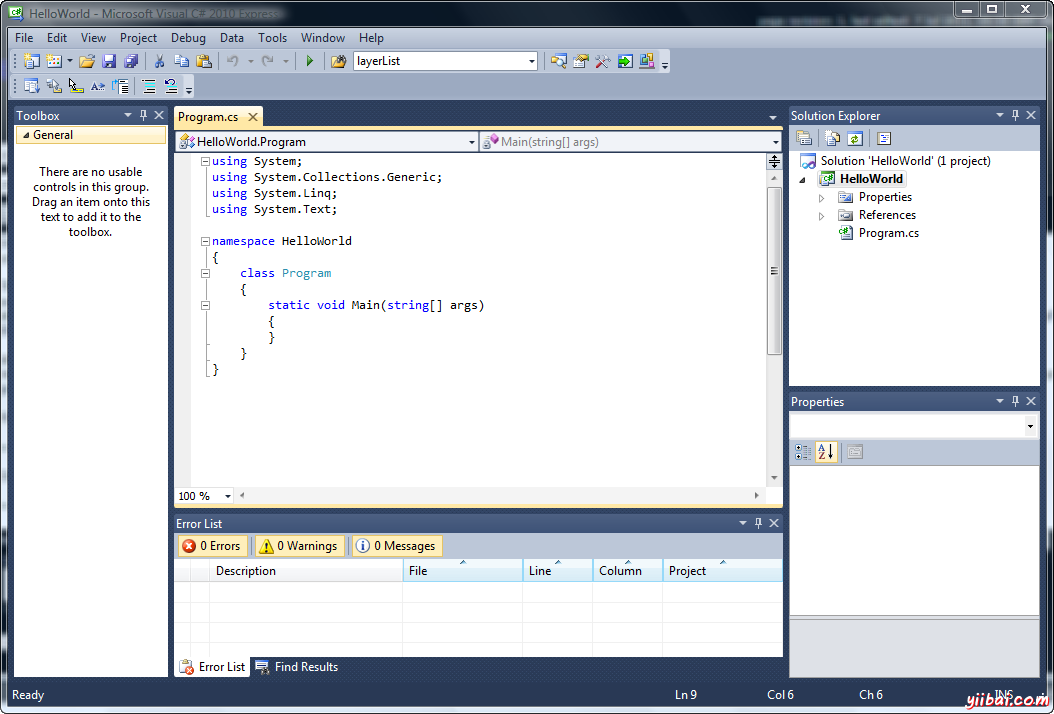 HelloWorld - Microsoft Visual C# 2010 Express
File Edit View Project Debug Data Tools Window Help
layerList
Toolbox
General
There are no usable
controls in this group.
Drag an item onto this
text to add it to the
toolbox.
Program.cs
HelloWorld.Program
Main(string[] args)
using System;
using System.Collections.Generic;
using System.Linq;
using System.Text;
namespace HelloWorld
{
class Program
{
static void Main(string[] args)
{
}
}
}
100 %
Solution Explorer
Solution 'HelloWorld' (1 project)
HelloWorld
Properties
References
Program.cs
Properties
Error List
0 Errors 0 Warnings 0 Messages
Description File Line Column Project
Error List Find Results
Ready Ln 9 Col 6 Ch 6 INS
yiibai.com